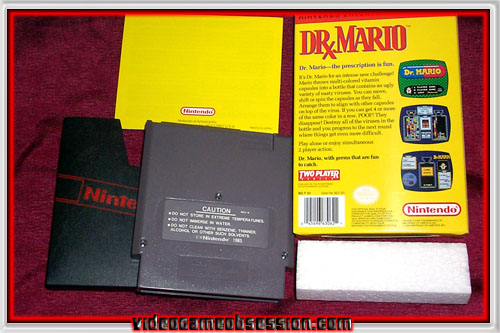 Nintendo
NINTENDO ENTERTAINMENT
DR. MARIO
Dr. Mario—the prescription is fun.
It's Dr. Mario for an intense new challenge!
Mario throws multi-colored vitamin
capsules into a bottle that contains an ugly
variety of nasty viruses. You can move,
shift or spin the capsules as they fall.
Arrange them to align with other capsules
on top of the virus. If you can get 4 or more
of the same color in a row, POOF! They
disappear! Destroy all of the viruses in the
bottle and you progress to the next round
where things get even more difficult.
Play alone or enjoy simultaneous
2 player action.
Dr. Mario, with germs that are fun
to catch.
TWO PLAYER
Nintendo
Dr. MARIO
DR. MARIO
Nintendo
CAUTION
• DO NOT STORE IN EXTREME TEMPERATURES.
• DO NOT IMMERSE IN WATER.
• DO NOT CLEAN WITH BENZENE, THINNER,
ALCOHOL OR OTHER SUCH SOLVENTS.
Nintendo 1985
videogameobsession.com